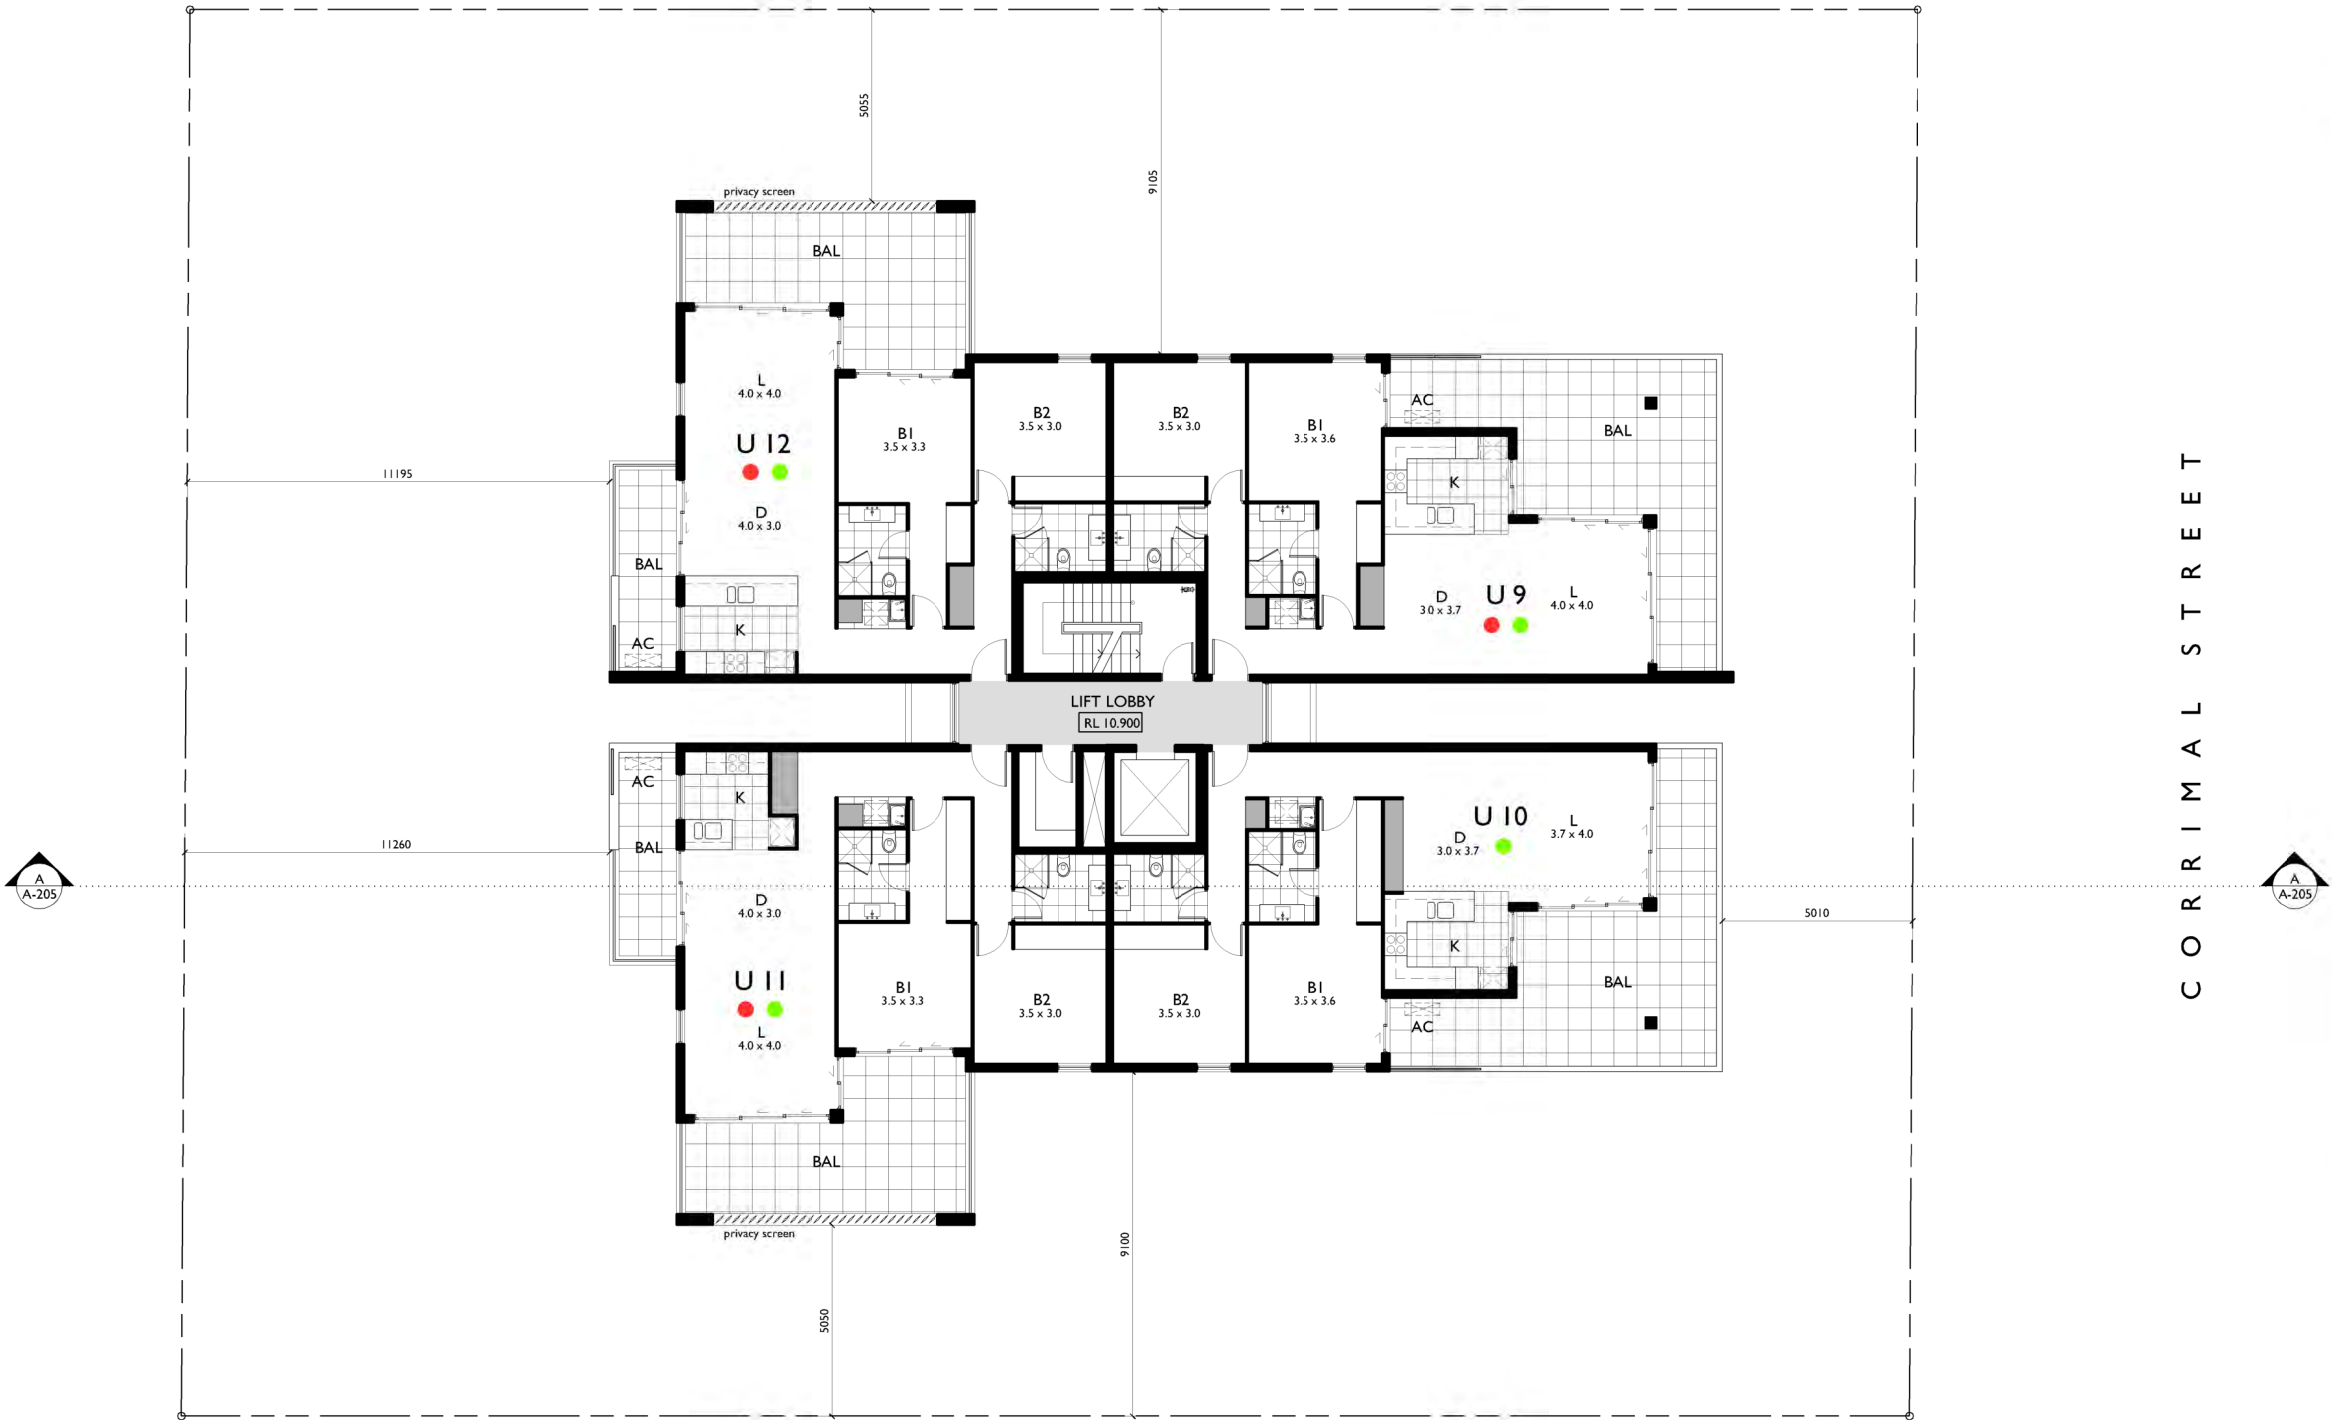 5055
9105
privacy screen
BAL
L
4.0 x 4.0
U 12
D
4.0 x 3.0
B1
3.5 x 3.3
B2
3.5 x 3.0
B2
3.5 x 3.0
B1
3.5 x 3.6
AC
BAL
K
11195
BAL
AC
K
D
3.0 x 3.7
U 9
L
4.0 x 4.0
LIFT LOBBY
RL 10.900
CORRIMAL STREET
AC
K
BAL
11260
D
4.0 x 3.0
U 11
L
4.0 x 4.0
B1
3.5 x 3.3
B2
3.5 x 3.0
B2
3.5 x 3.0
B1
3.5 x 3.6
U 10
D
3.0 x 3.7
L
3.7 x 4.0
K
BAL
AC
5010
A
A-205
A
A-205
BAL
privacy screen
5050
9100